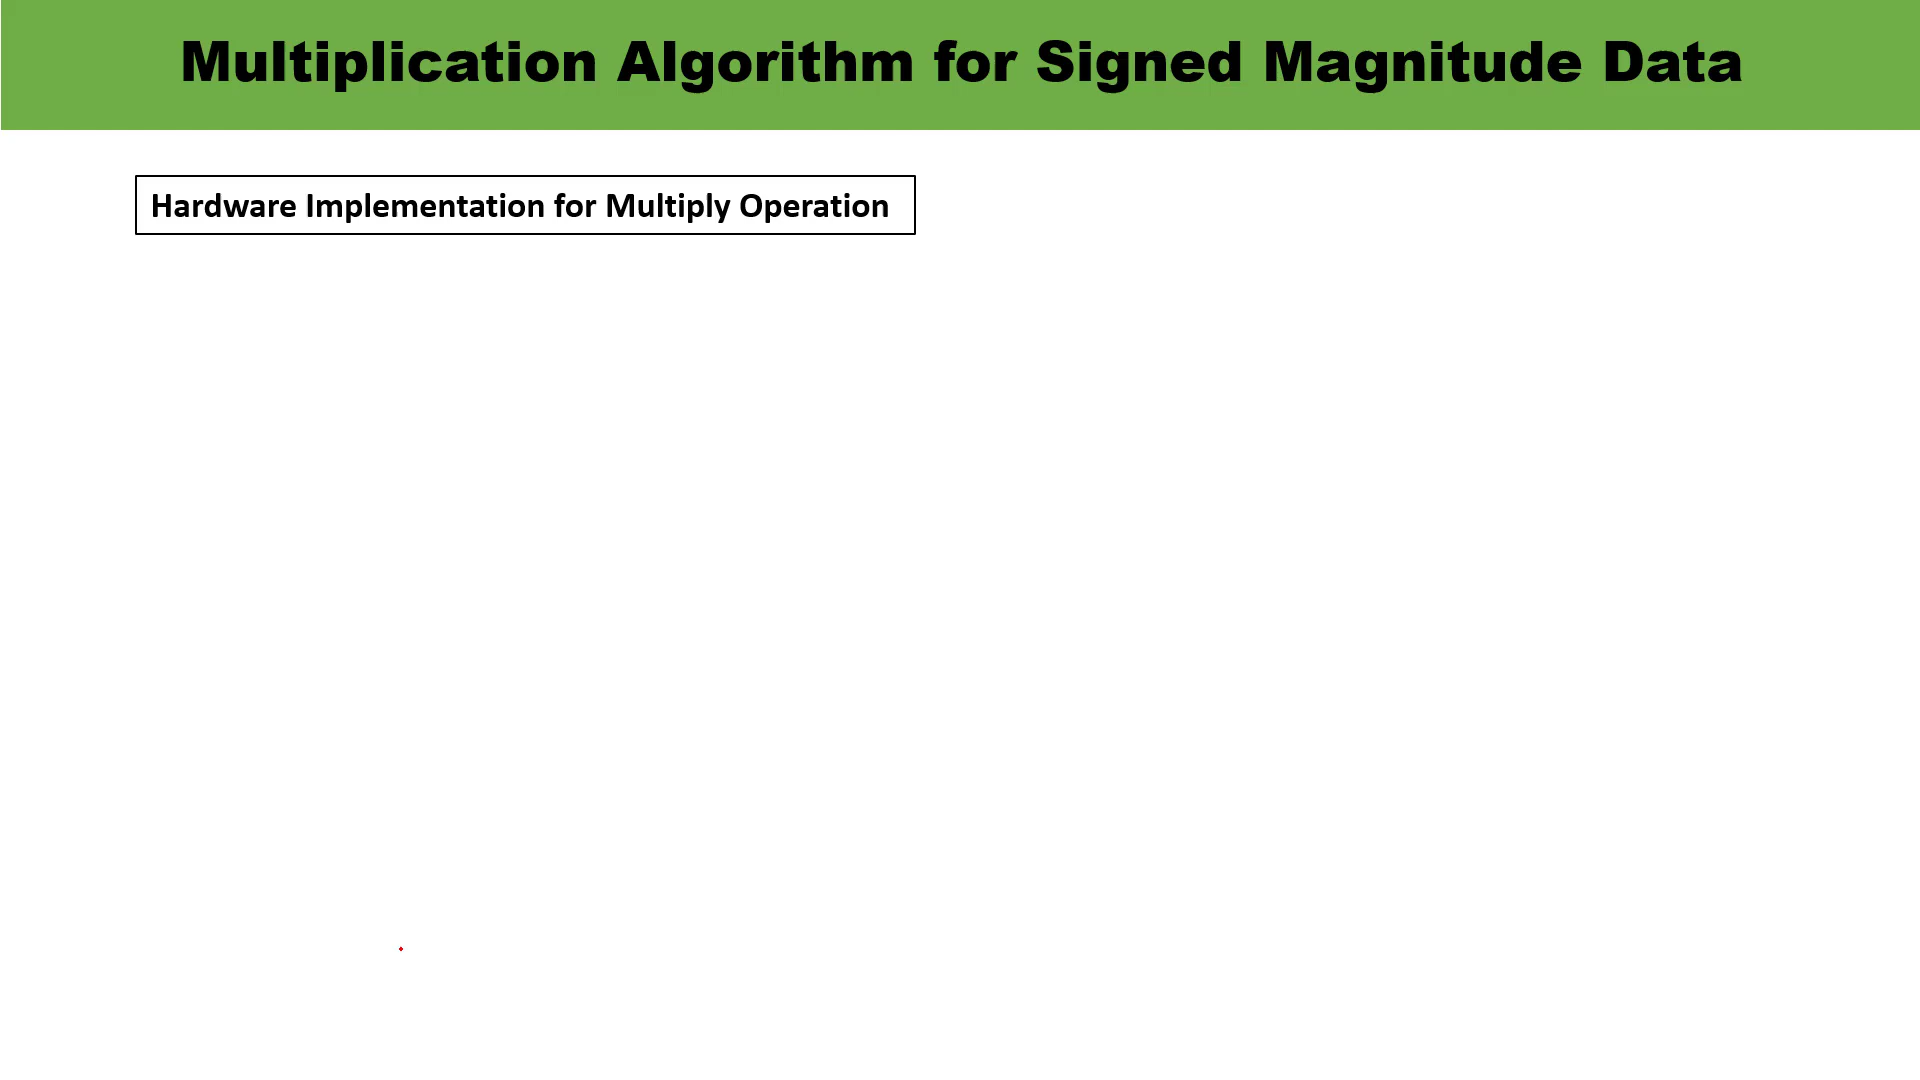 Multiplication Algorithm for Signed Magnitude Data
Hardware Implementation for Multiply Operation